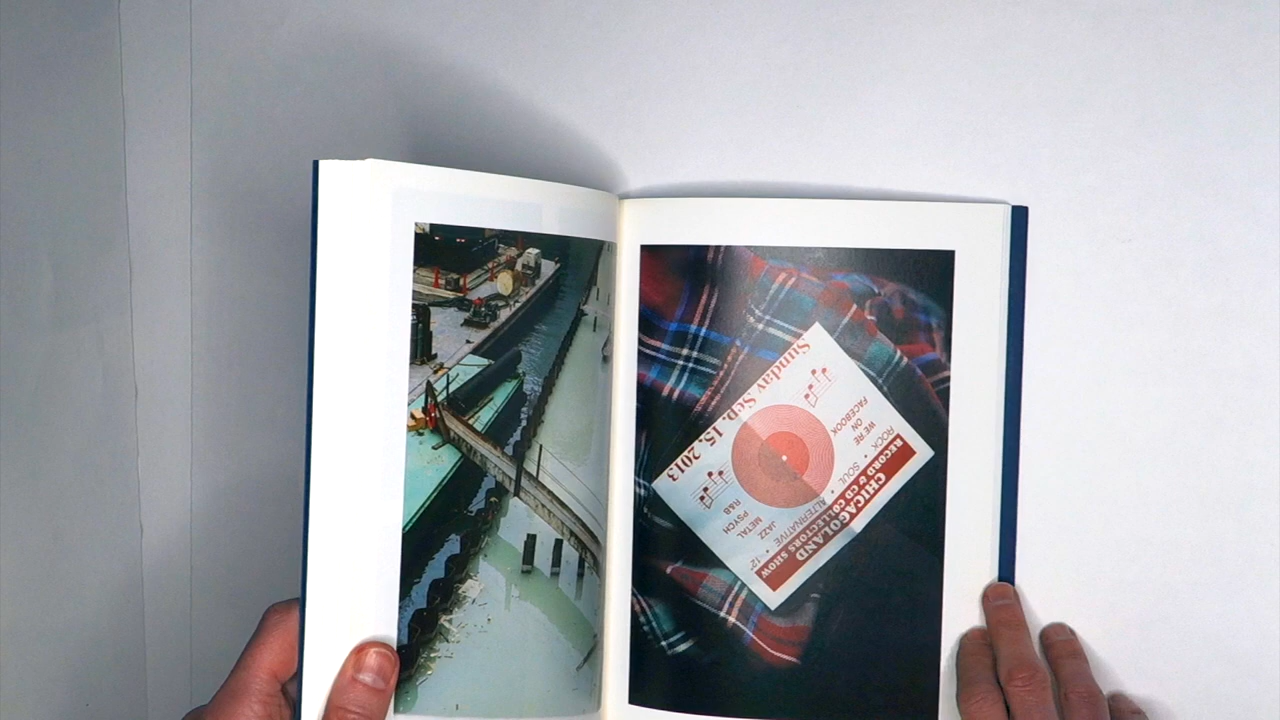 CHICAGOLAND
RECORD & CD COLLECTORS SHOW
ROCK • SOUL • ALTERNATIVE • 12"
WE'RE
ON
FACEBOOK
JAZZ
METAL
PSYCH
R&B
Sunday Sep. 15, 2013